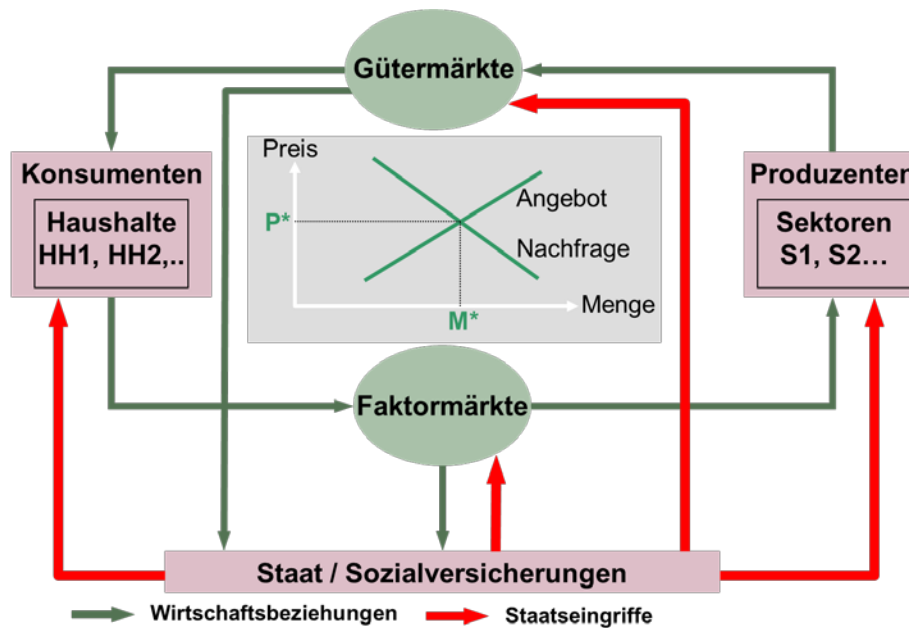 Gütermärkte
Konsumenten
Haushalte
HH1, HH2,..
Preis
P*
Angebot
Nachfrage
M*
Menge
Produzenten
Sektoren
S1, S2...
Faktormärkte
Staat / Sozialversicherungen
Wirtschaftsbeziehungen
Staatseingriffe